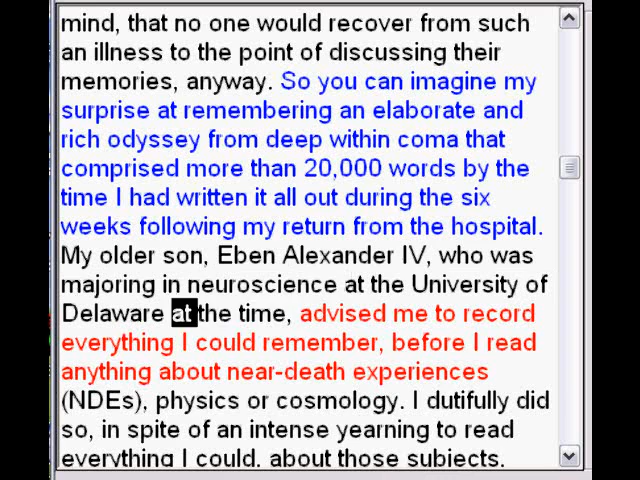 mind, that no one would recover from such
an illness to the point of discussing their
memories, anyway. So you can imagine my
surprise at remembering an elaborate and
rich odyssey from deep within coma that
comprised more than 20,000 words by the
time I had written it all out during the six
weeks following my return from the hospital.
My older son, Eben Alexander IV, who was
majoring in neuroscience at the University of
Delaware at the time, advised me to record
everything I could remember, before I read
anything about near-death experiences
(NDEs), physics or cosmology. I dutifully did
so, in spite of an intense yearning to read
everything I could, about those subjects.